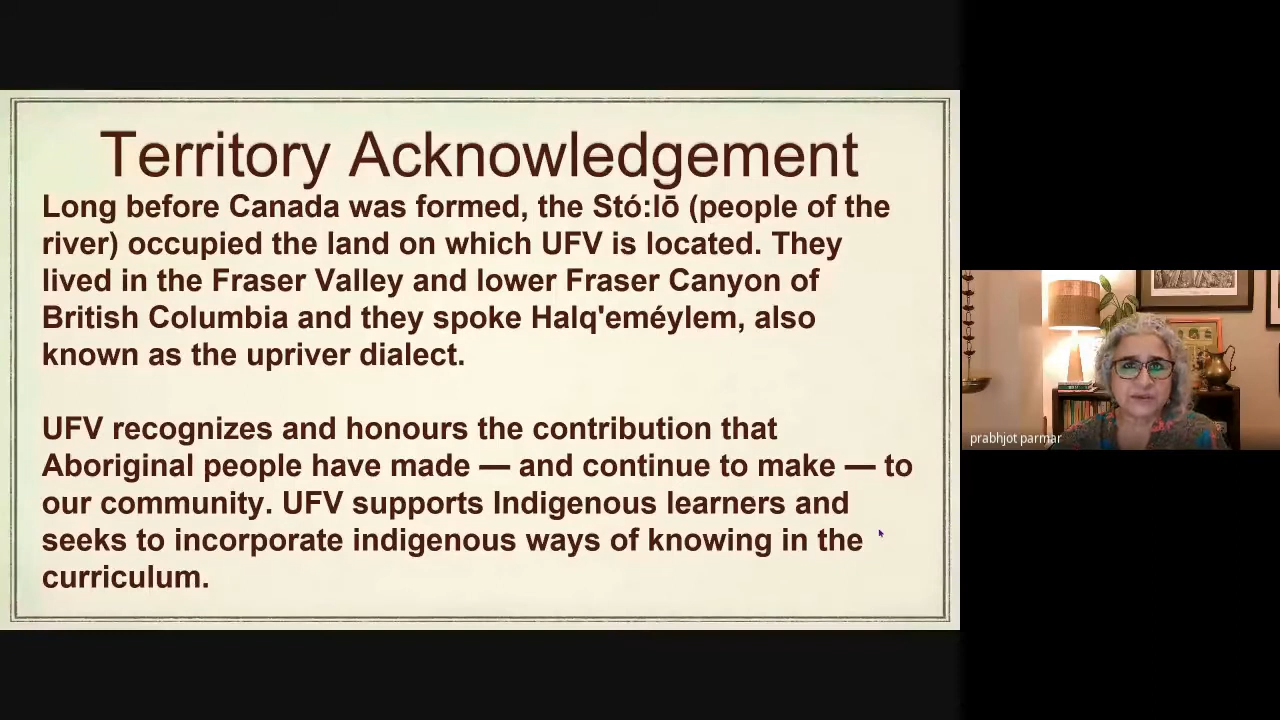 Territory Acknowledgement
Long before Canada was formed, the Stó:lō (people of the
river) occupied the land on which UFV is located. They
lived in the Fraser Valley and lower Fraser Canyon of
British Columbia and they spoke Halq'eméylem, also
known as the upriver dialect.
UFV recognizes and honours the contribution that
Aboriginal people have made — and continue to make — to
our community. UFV supports Indigenous learners and
seeks to incorporate indigenous ways of knowing in the
curriculum.
prabhjot parmar